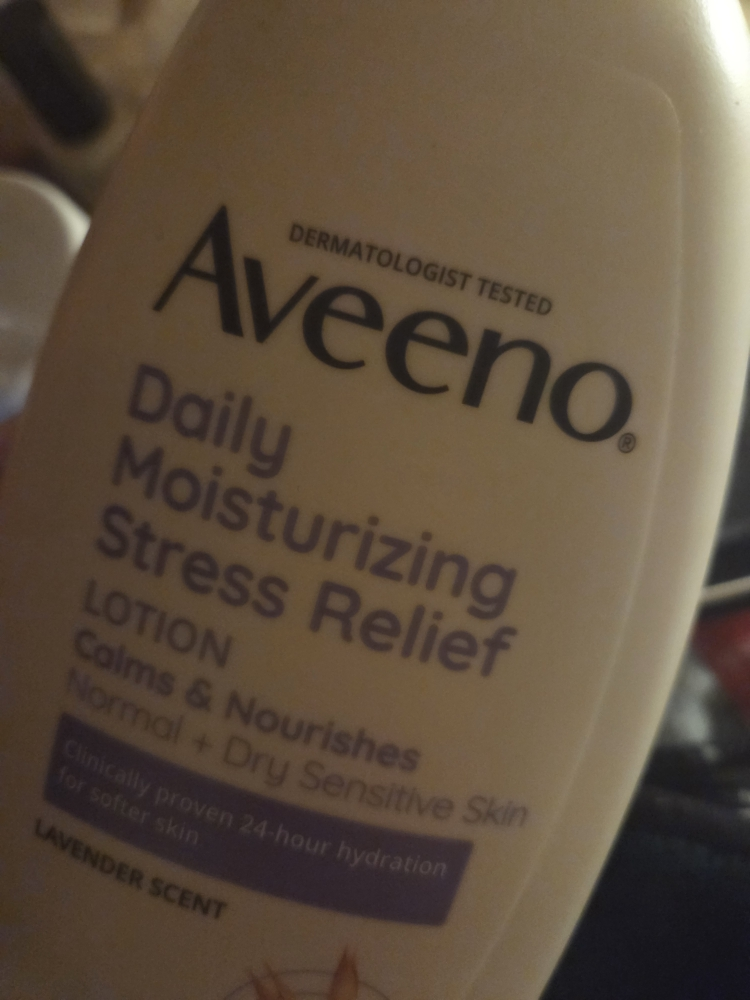 DERMATOLOGIST TESTED
Aveeno®
Daily
Moisturizing
Stress Relief
LOTION
Calms & Nourishes
Normal + Dry Sensitive Skin
Clinically proven 24-hour hydration
for softer skin
LAVENDER SCENT